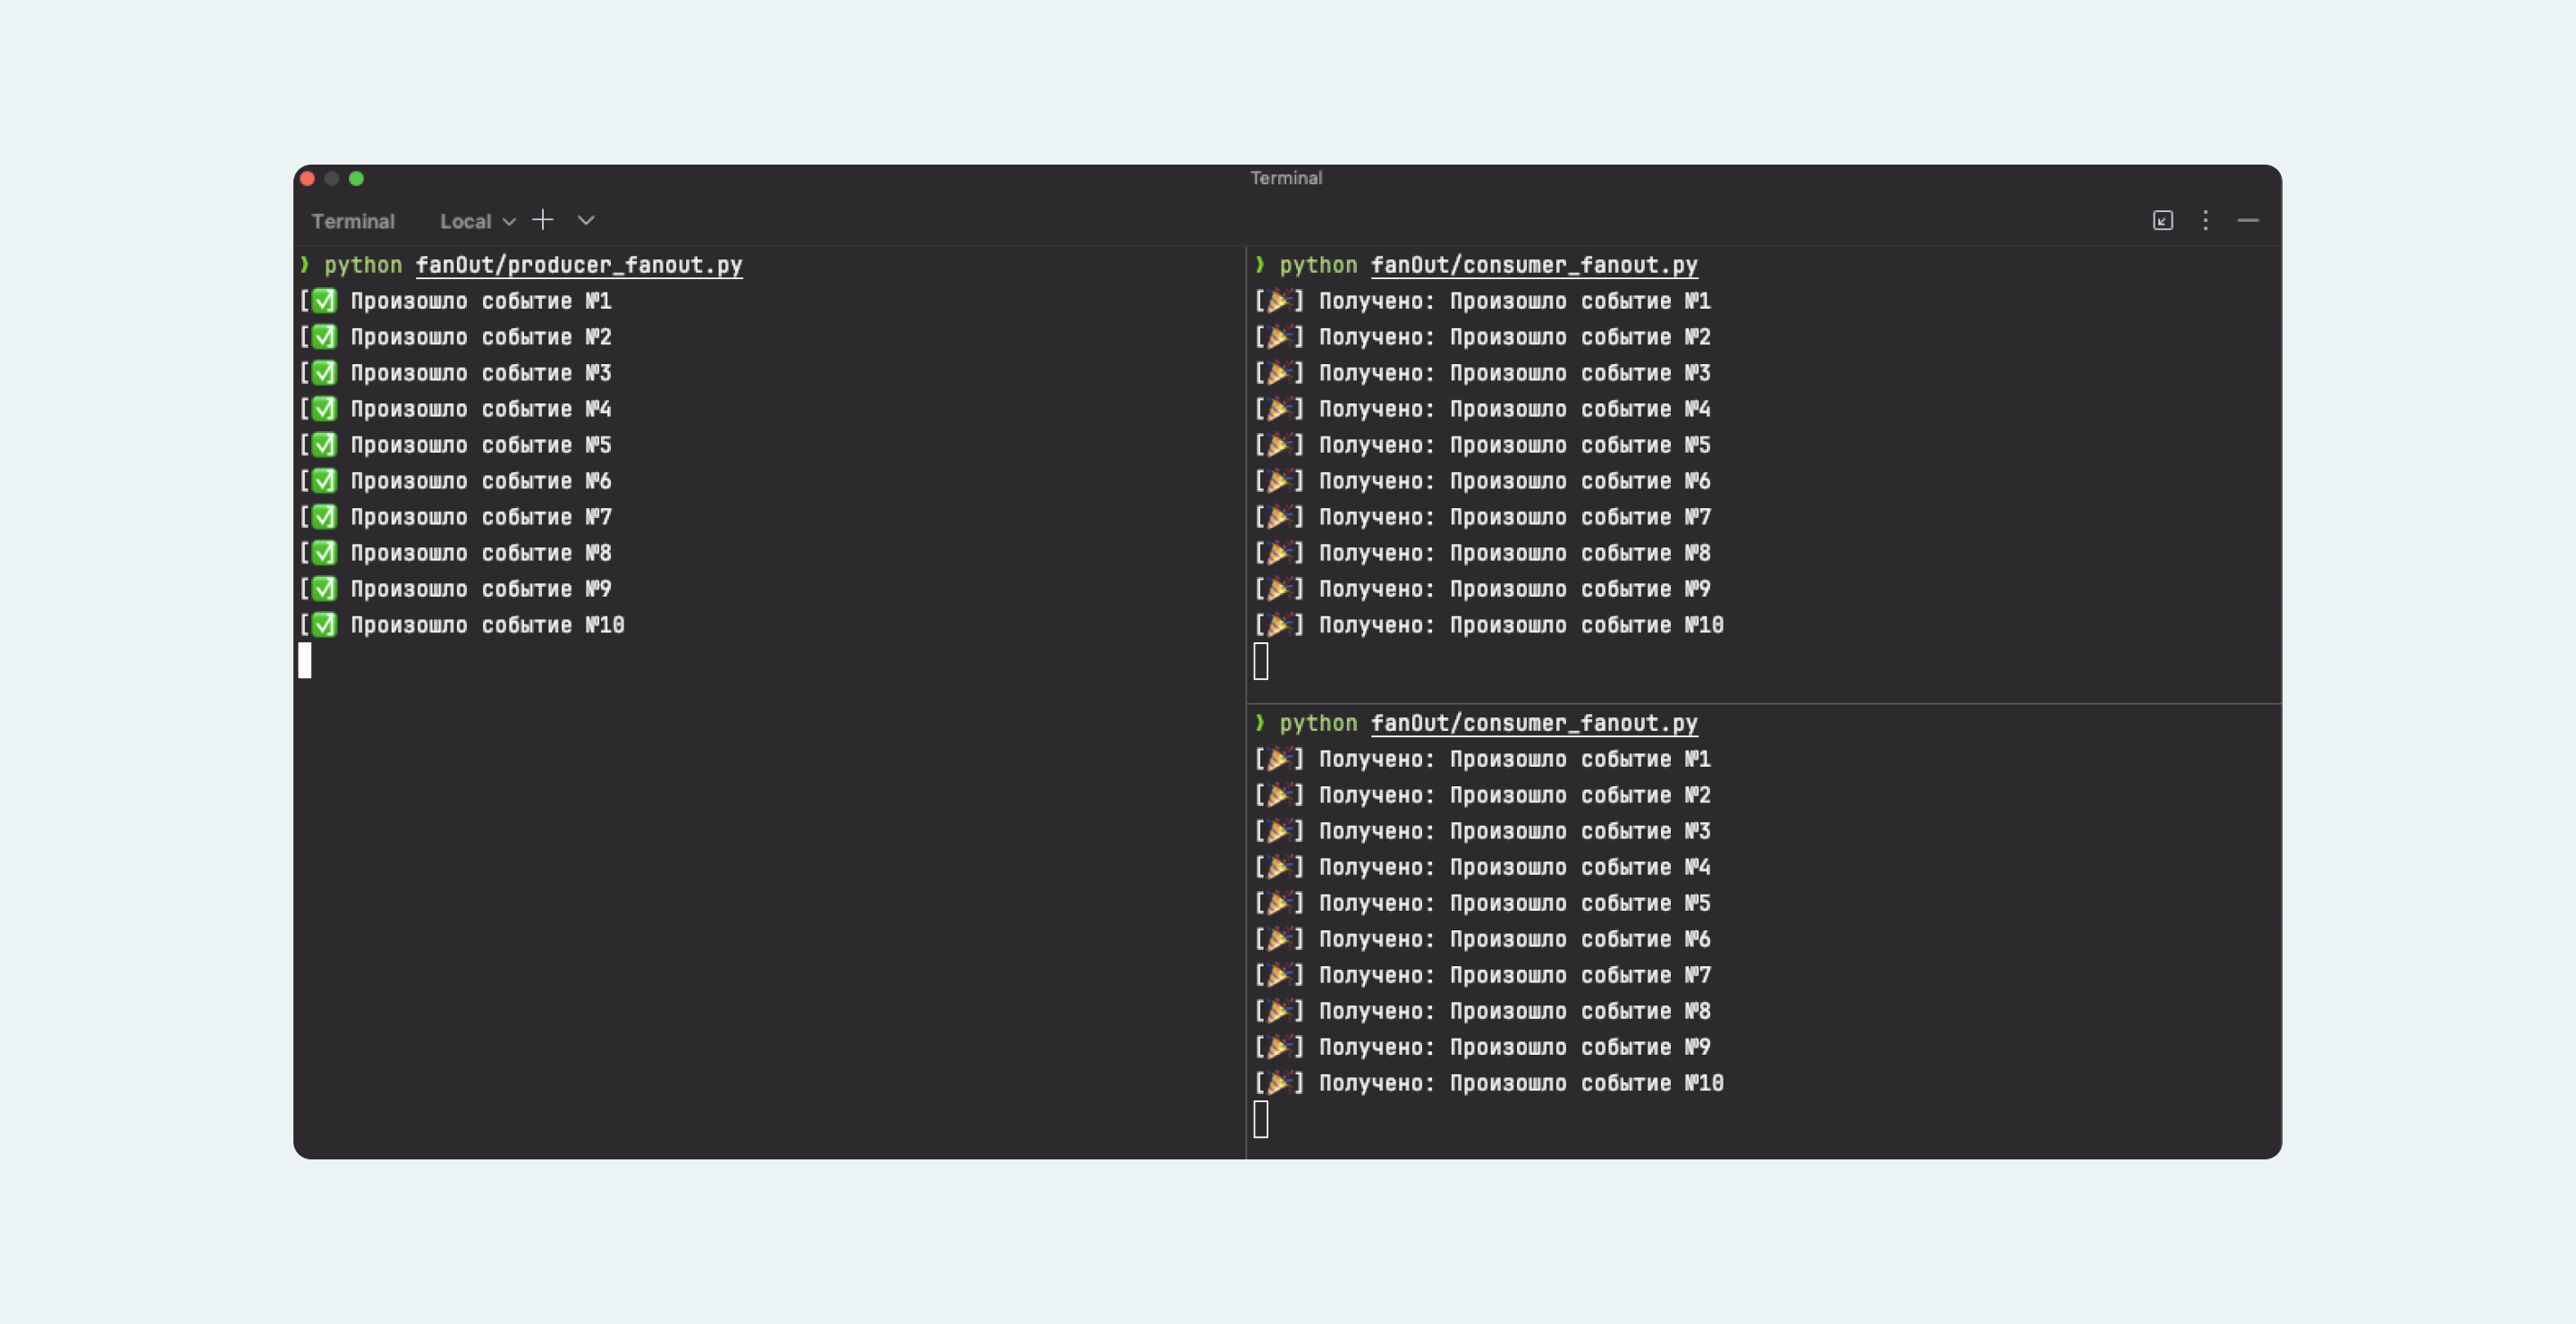 Terminal
Terminal Local
❯ python fanOut/producer_fanout.py
[✅] Произошло событие №1
[✅] Произошло событие №2
[✅] Произошло событие №3
[✅] Произошло событие №4
[✅] Произошло событие №5
[✅] Произошло событие №6
[✅] Произошло событие №7
[✅] Произошло событие №8
[✅] Произошло событие №9
[✅] Произошло событие №10
❯ python fanOut/consumer_fanout.py
[🎉] Получено: Произошло событие №1
[🎉] Получено: Произошло событие №2
[🎉] Получено: Произошло событие №3
[🎉] Получено: Произошло событие №4
[🎉] Получено: Произошло событие №5
[🎉] Получено: Произошло событие №6
[🎉] Получено: Произошло событие №7
[🎉] Получено: Произошло событие №8
[🎉] Получено: Произошло событие №9
[🎉] Получено: Произошло событие №10
❯ python fanOut/consumer_fanout.py
[🎉] Получено: Произошло событие №1
[🎉] Получено: Произошло событие №2
[🎉] Получено: Произошло событие №3
[🎉] Получено: Произошло событие №4
[🎉] Получено: Произошло событие №5
[🎉] Получено: Произошло событие №6
[🎉] Получено: Произошло событие №7
[🎉] Получено: Произошло событие №8
[🎉] Получено: Произошло событие №9
[🎉] Получено: Произошло событие №10